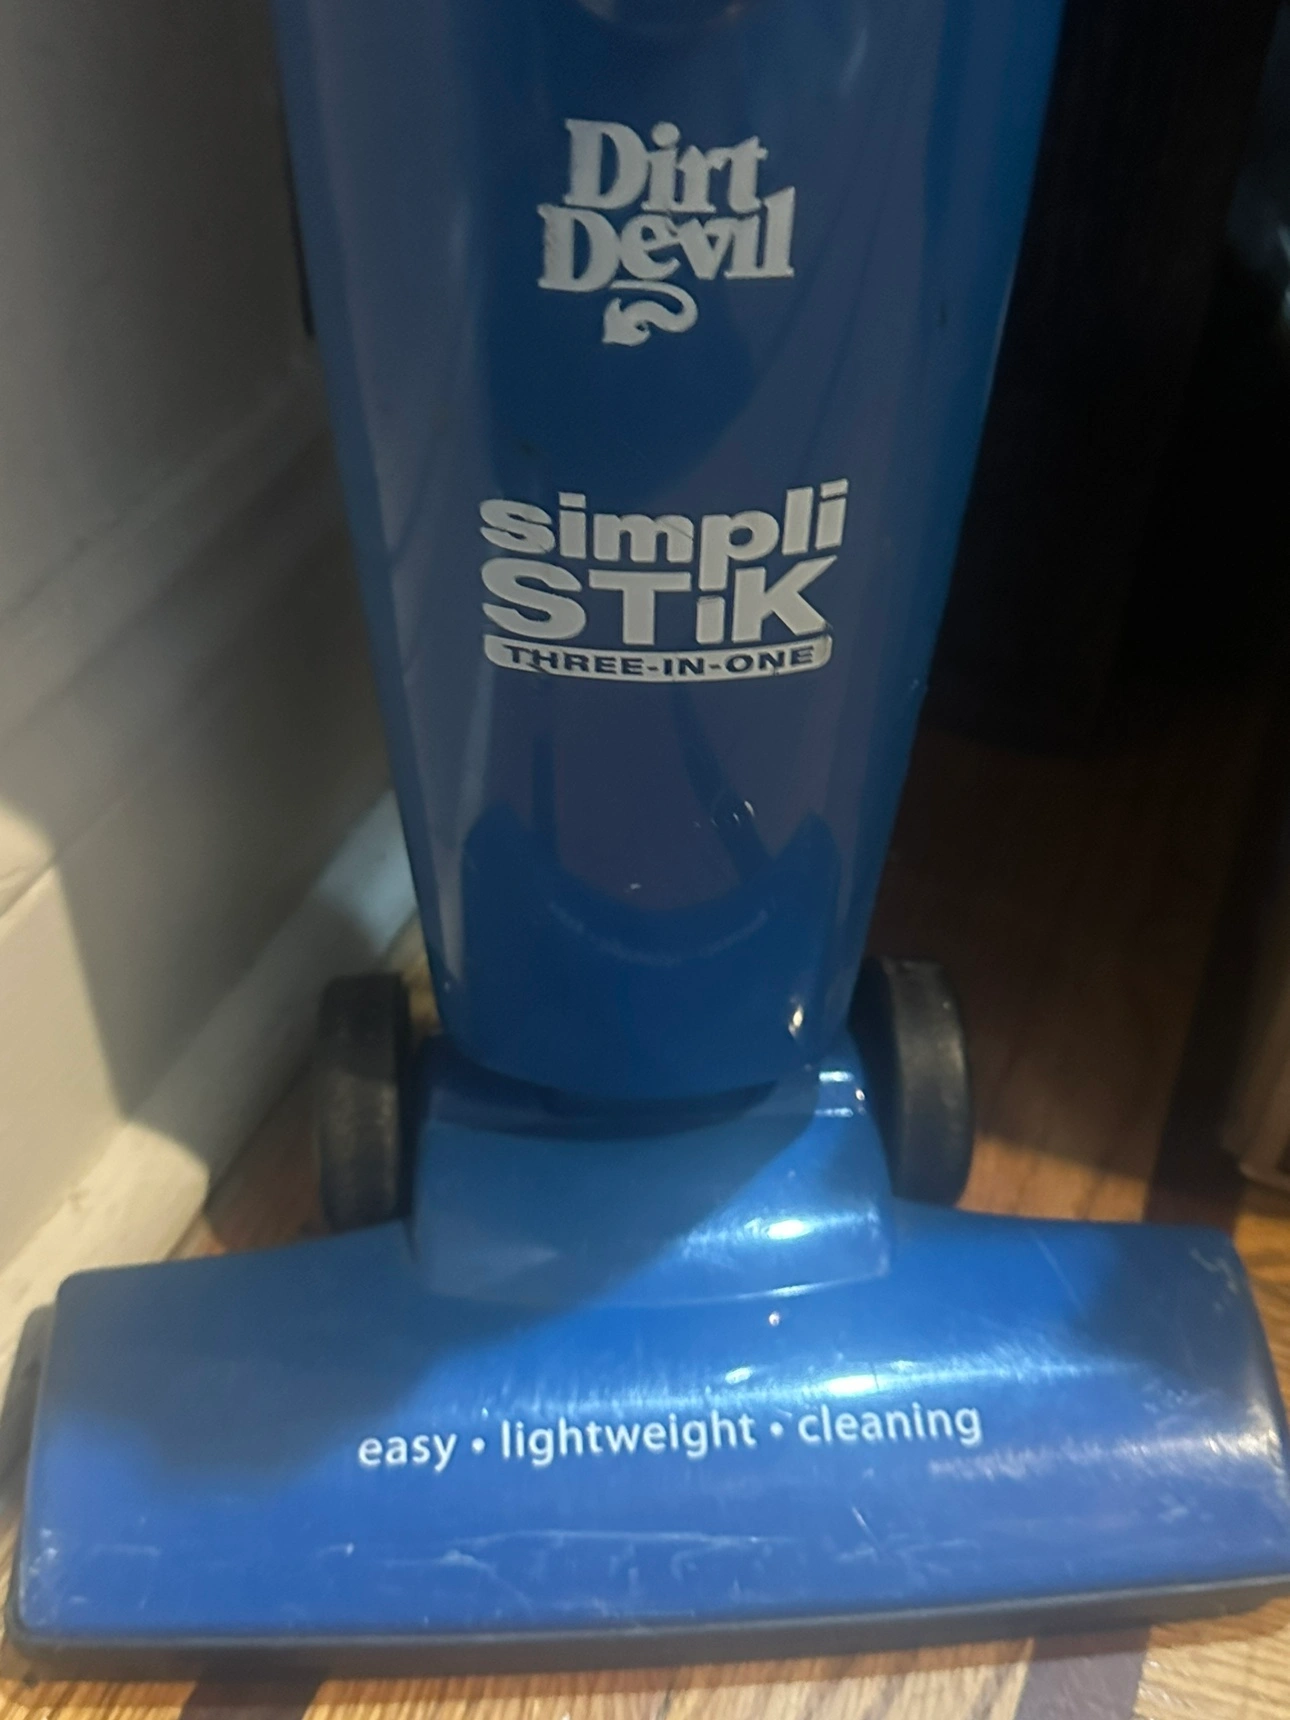 Dirt
Devil
simpli
STiK
THREE-IN-ONE
easy • lightweight • cleaning